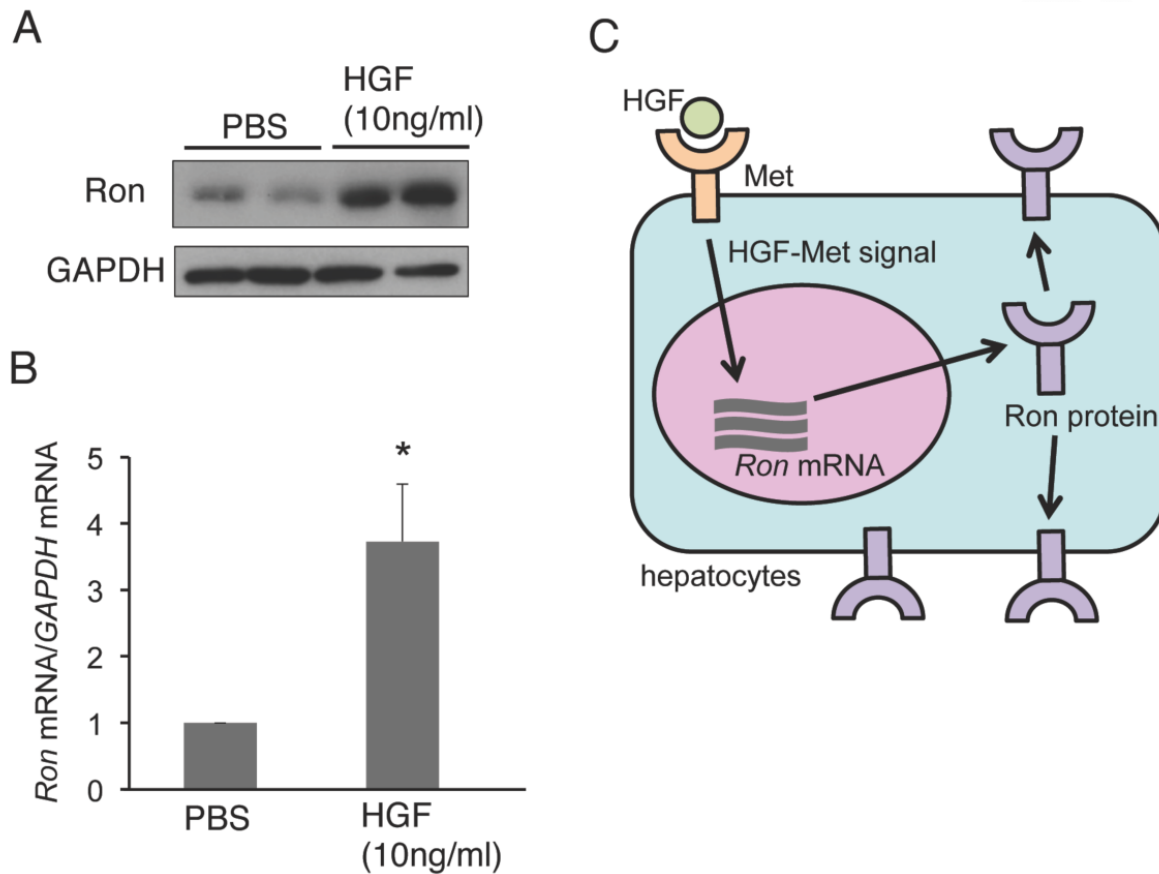 A
PBS
HGF
(10ng/ml)
Ron
GAPDH
B
Ron mRNA/GAPDH mRNA
5
4
3
2
1
0
*
PBS
HGF
(10ng/ml)
C
HGF
Met
HGF-Met signal
Ron protein
Ron mRNA
hepatocytes